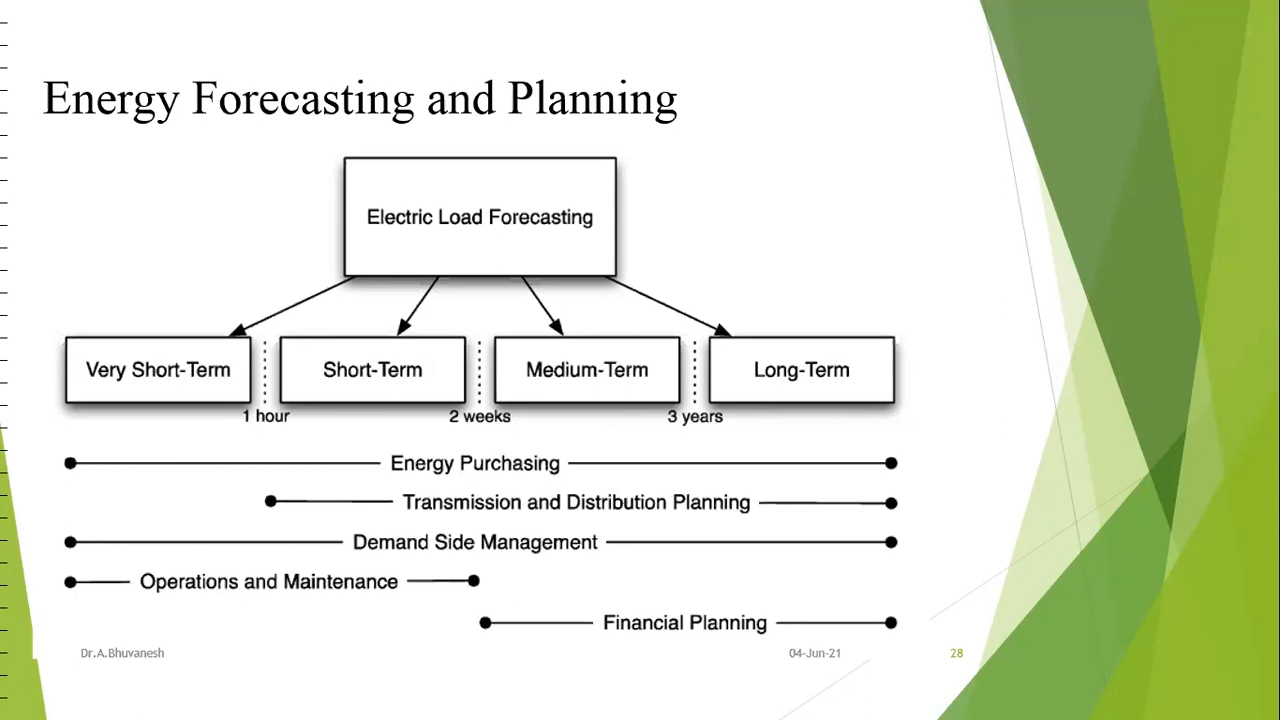 Energy Forecasting and Planning
Electric Load Forecasting
Very Short-Term
Short-Term
Medium-Term
Long-Term
1 hour
2 weeks
3 years
Energy Purchasing
Transmission and Distribution Planning
Demand Side Management
Operations and Maintenance
Financial Planning
Dr.A.Bhuvanesh
04-Jun-21
28